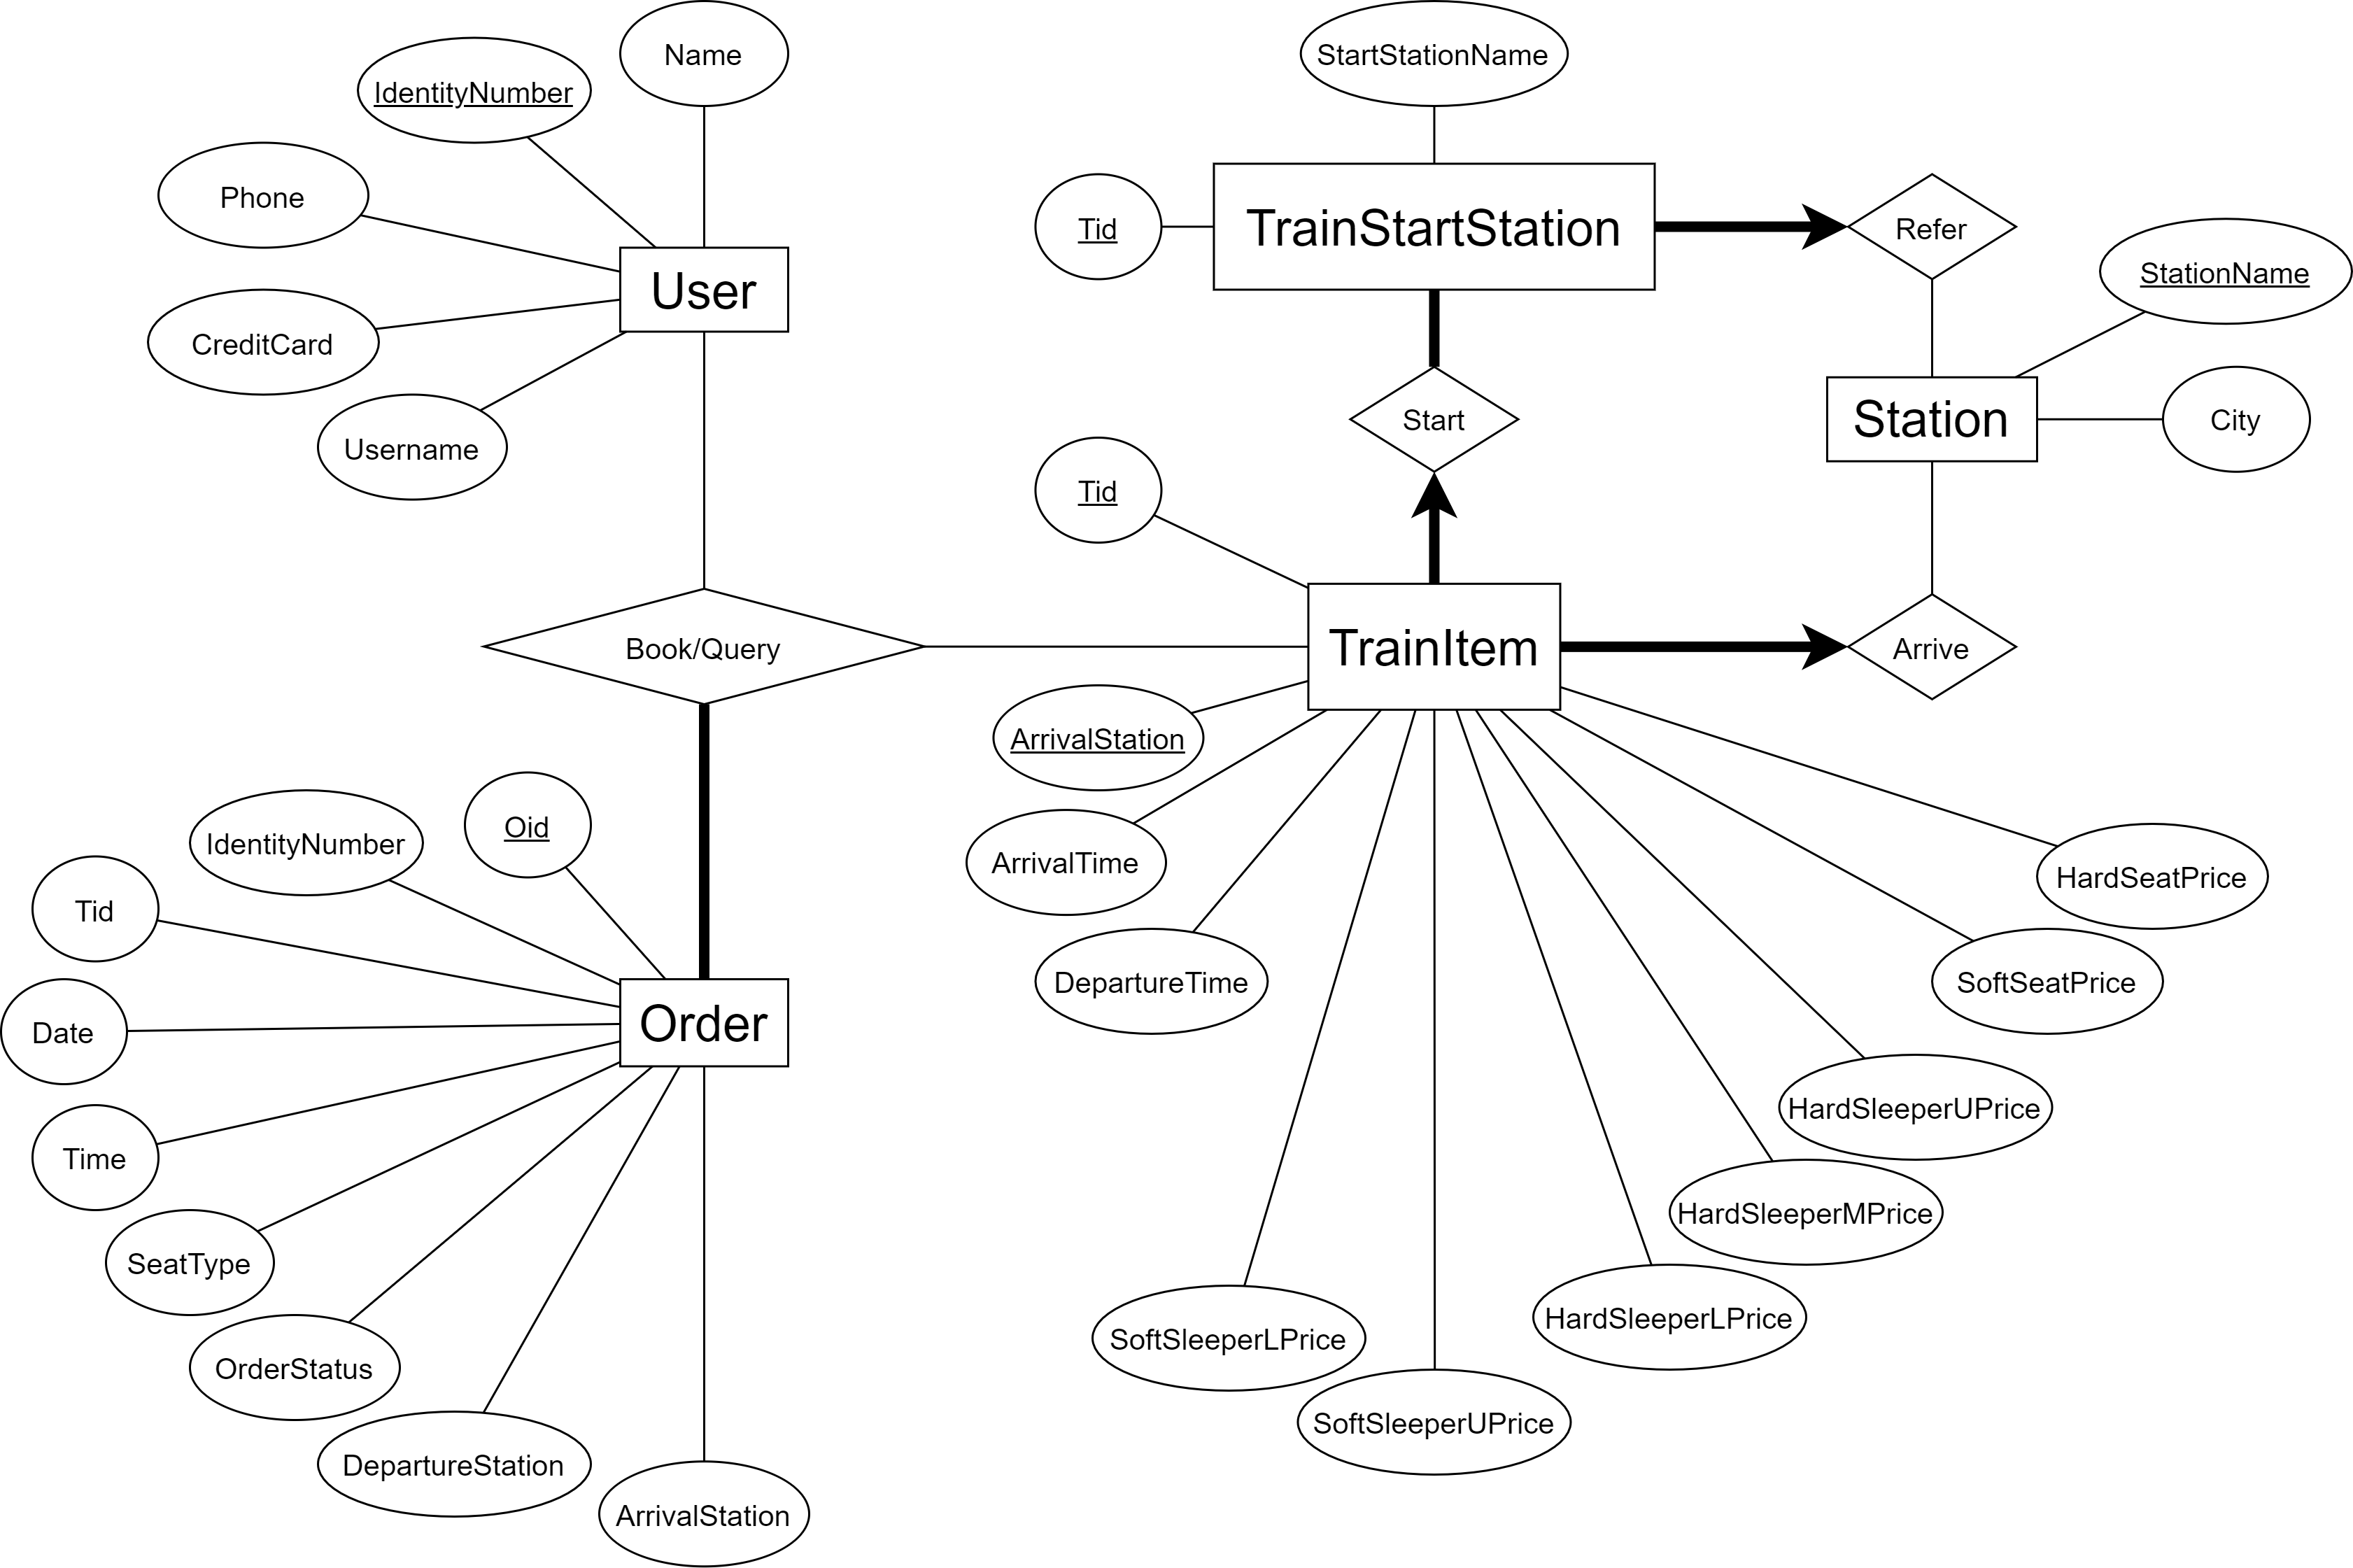 StartStationName
Name
IdentityNumber
Phone
Tid
TrainStartStation
Refer
StationName
User
CreditCard
Username
Start
Station
City
Tid
Book/Query
TrainItem
Arrive
ArrivalStation
Oid
IdentityNumber
ArrivalTime
HardSeatPrice
Tid
DepartureTime
SoftSeatPrice
Date
Order
HardSleeperUPrice
Time
HardSleeperMPrice
SeatType
HardSleeperLPrice
SoftSleeperLPrice
OrderStatus
SoftSleeperUPrice
DepartureStation
ArrivalStation